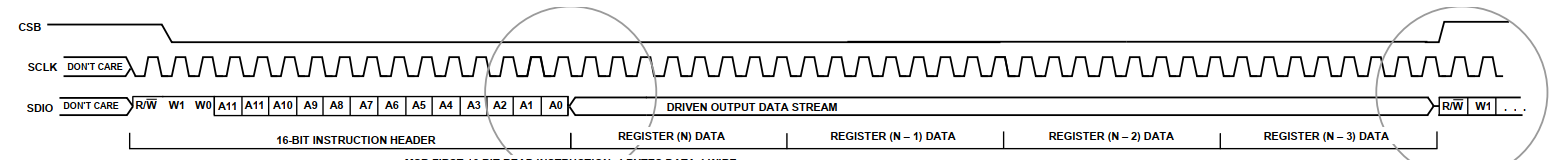 CSB
SCLK DON'T CARE
SDIO DON'T CARE R/W̅ W1 W0 A11 A11 A10 A9 A8 A7 A6 A5 A4 A3 A2 A1 A0 DRIVEN OUTPUT DATA STREAM R/W̅ W1 . . .
16-BIT INSTRUCTION HEADER REGISTER (N) DATA REGISTER (N – 1) DATA REGISTER (N – 2) DATA REGISTER (N – 3) DATA